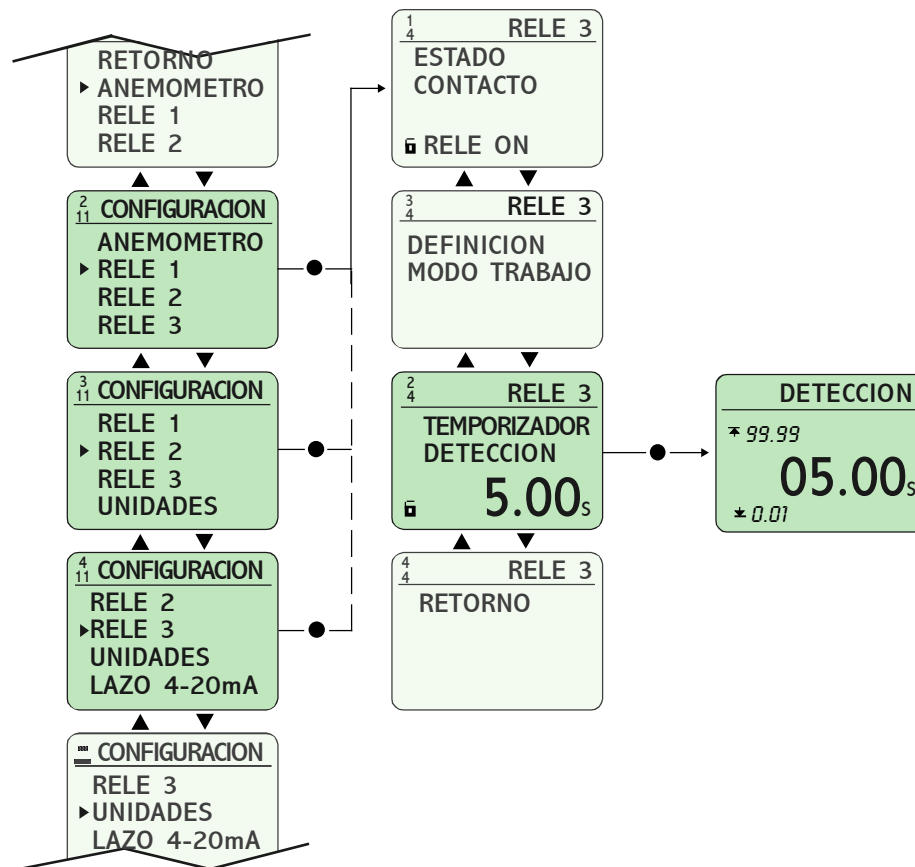 RETORNO
ANEMOMETRO
RELE 1
RELE 2
2
11 CONFIGURACION
ANEMOMETRO
RELE 1
RELE 2
RELE 3
3
11 CONFIGURACION
RELE 1
RELE 2
RELE 3
UNIDADES
4
11 CONFIGURACION
RELE 2
RELE 3
UNIDADES
LAZO 4-20mA
CONFIGURACION
RELE 3
UNIDADES
LAZO 4-20mA
1
4 RELE 3
ESTADO
CONTACTO
RELE ON
3
4 RELE 3
DEFINICION
MODO TRABAJO
2
4 RELE 3
TEMPORIZADOR
DETECCION
5.00s
4
4 RELE 3
RETORNO
DETECCION
99.99
05.00s
0.01